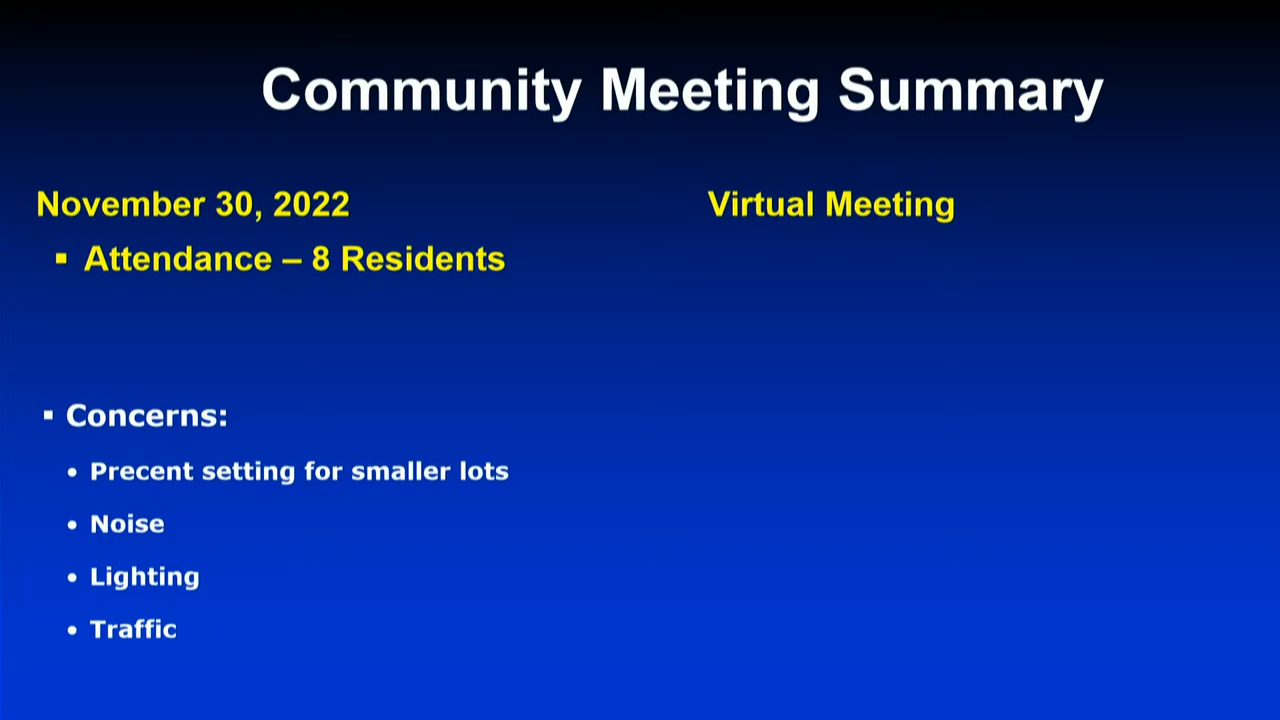 Community Meeting Summary
November 30, 2022
Virtual Meeting
▪ Attendance – 8 Residents
▪ Concerns:
• Precent setting for smaller lots
• Noise
• Lighting
• Traffic